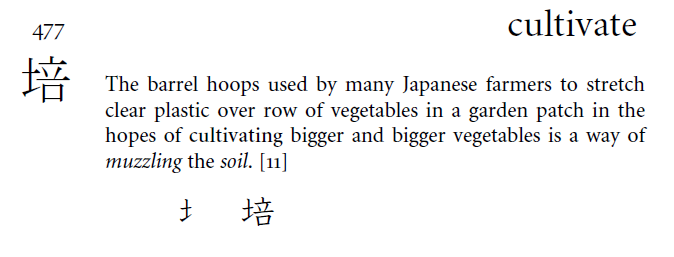 477
cultivate
培
The barrel hoops used by many Japanese farmers to stretch
clear plastic over row of vegetables in a garden patch in the
hopes of cultivating bigger and bigger vegetables is a way of
muzzling the soil. [11]
土 培